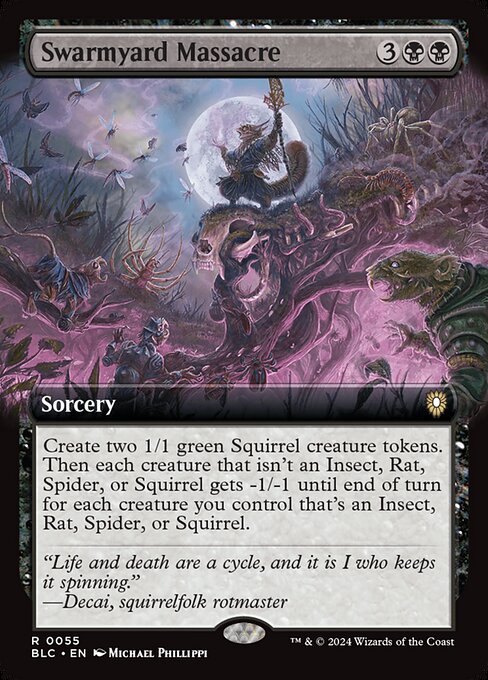 Swarmyard Massacre 3
Sorcery
Create two 1/1 green Squirrel creature tokens.
Then each creature that isn't an Insect, Rat,
Spider, or Squirrel gets -1/-1 until end of turn
for each creature you control that's an Insect,
Rat, Spider, or Squirrel.
“Life and death are a cycle, and it is I who keeps
it spinning.”
—Decai, squirrelfolk rotmaster
R 0055
™ & © 2024 Wizards of the Coast
BLC • EN Michael Phillippi